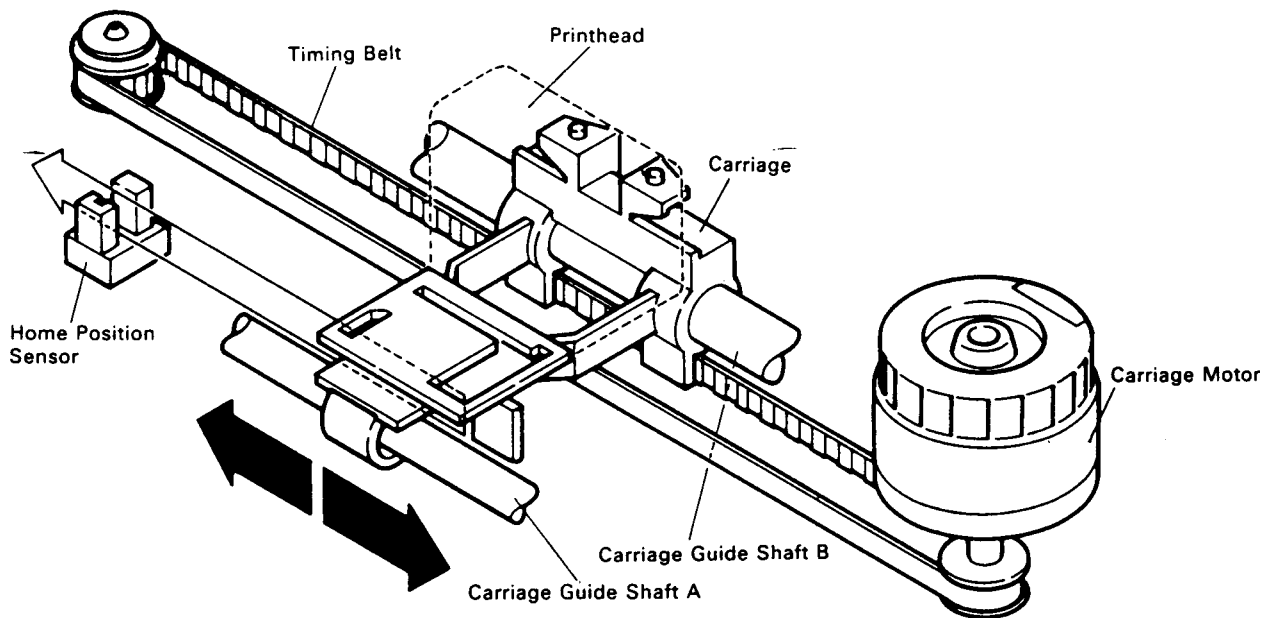 Printhead
Timing Belt
Carriage
Home Position
Sensor
Carriage Motor
Carriage Guide Shaft B
Carriage Guide Shaft A